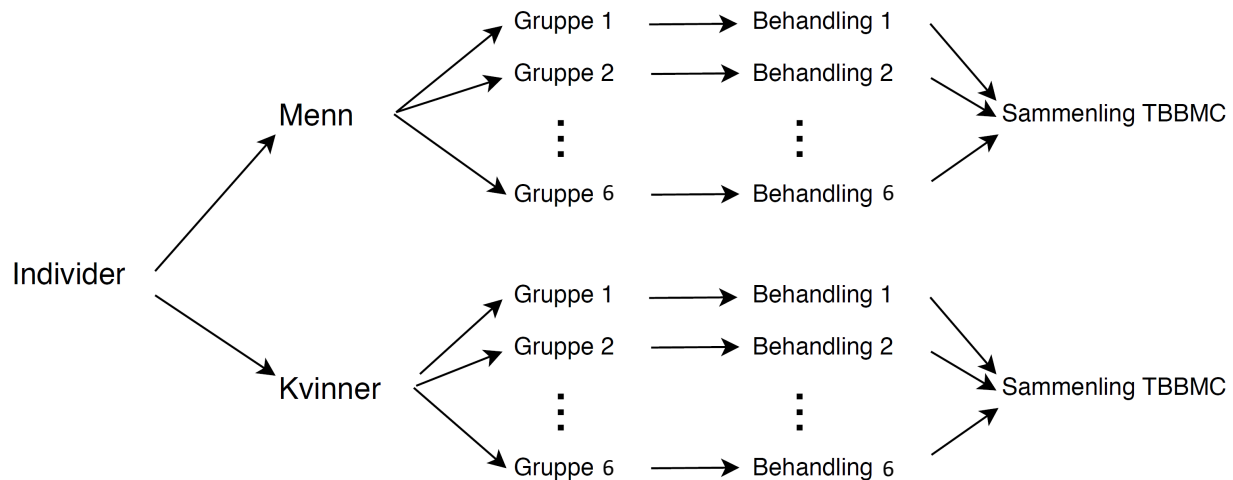 Gruppe 1 Behandling 1
Gruppe 2 Behandling 2
Menn
Sammenling TBBMC
Gruppe 6 Behandling 6
Individer
Gruppe 1 Behandling 1
Gruppe 2 Behandling 2
Kvinner
Sammenling TBBMC
Gruppe 6 Behandling 6